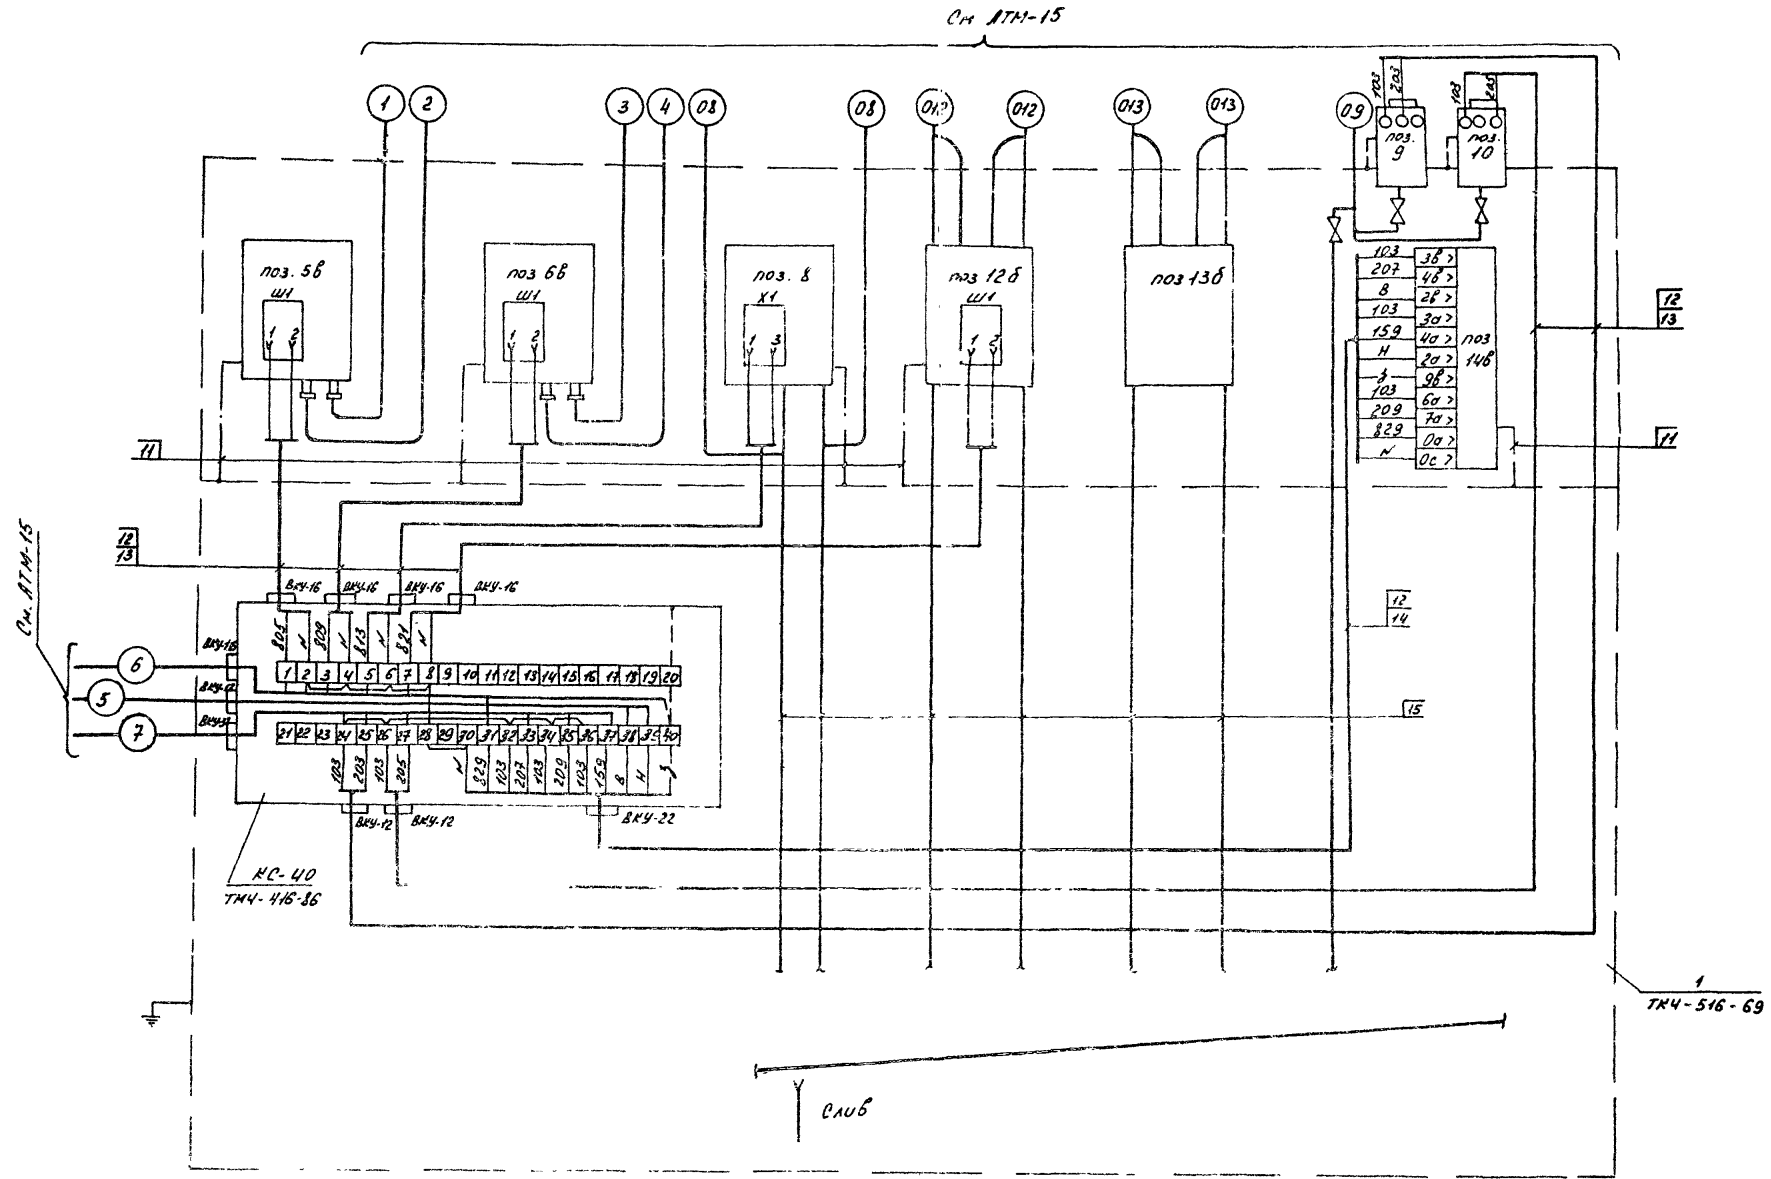 См АТМ-15
1 2 3 4 08 08 012 012 013 013 09
103 203
103 205
поз. 9
поз. 10
поз. 5в
Ш1
1 2
поз 6в
Ш1
1 2
поз. 8
Х1
1 3
поз 12б
Ш1
1 2
поз 13б
103 3в
207 4в
В 2в
103 3а
159 4а
Н 2а
9в
103 6а
209 7а
829 0а
N 0с
поз 14в
12
13
11
11
12
13
См. АТМ-15
ВКУ-16 ВКУ-16 ВКУ-16 ВКУ-16
805 N 809 N 813 N 821 N
ВКУ-16
6
5
7
1 2 3 4 5 6 7 8 9 10 11 12 13 14 15 16 17 18 19 20
21 22 23 24 25 26 27 28 29 30 31 32 33 34 35 36 37 38 39 40
103 203 103 205 N 829 103 207 103 209 103 159 В Н
ВКУ-12 ВКУ-12 ВКУ-22
12
14
15
КС-40
ТМ4-416-86
1
ТК4-516-69
Слив